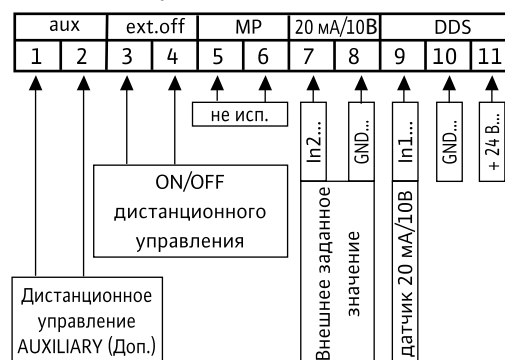 aux ext.off MP 20 мА/10В DDS
1 2 3 4 5 6 7 8 9 10 11
не исп.
In2...
GND...
In1...
GND...
+ 24 В...
ON/OFF
дистанционного
управления
Внешнее заданное
значение
датчик 20 мА/10В
Дистанционное
управление
AUXILIARY (Доп.)